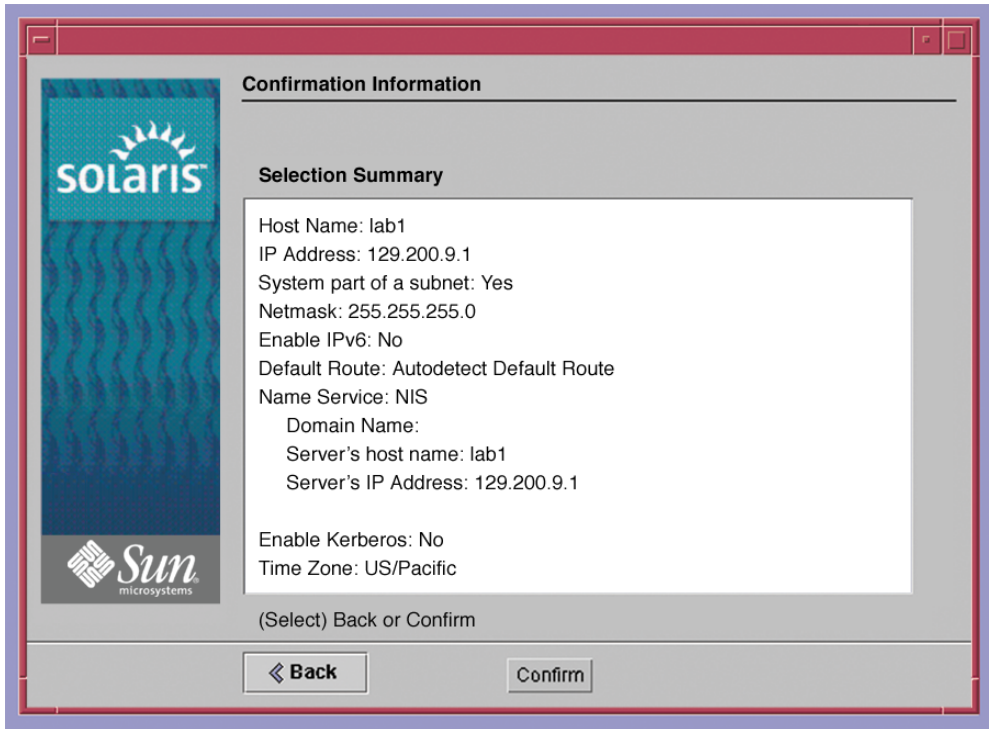 Confirmation Information
solaris™
Selection Summary
Host Name: lab1
IP Address: 129.200.9.1
System part of a subnet: Yes
Netmask: 255.255.255.0
Enable IPv6: No
Default Route: Autodetect Default Route
Name Service: NIS
Domain Name:
Server’s host name: lab1
Server’s IP Address: 129.200.9.1
Enable Kerberos: No
Time Zone: US/Pacific
Sun
microsystems
(Select) Back or Confirm
Back
Confirm